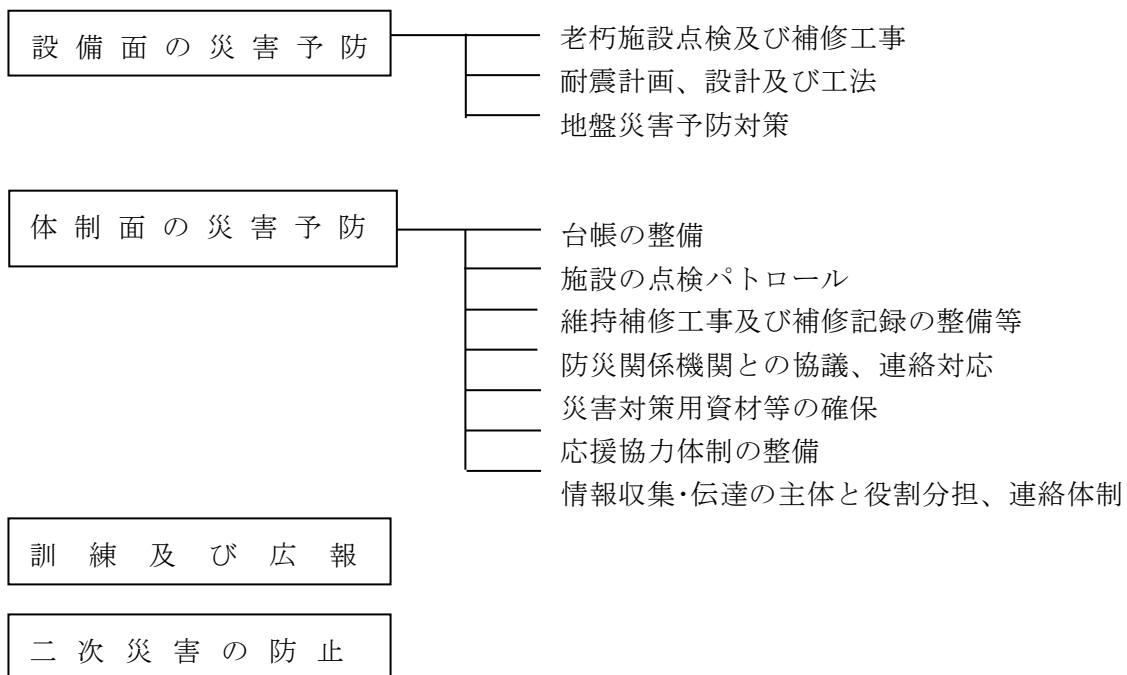 設備面の災害予防
老朽施設点検及び補修工事
耐震計画、設計及び工法
地盤災害予防対策
体制面の災害予防
台帳の整備
施設の点検パトロール
維持補修工事及び補修記録の整備等
防災関係機関との協議、連絡対応
災害対策用資材等の確保
応援協力体制の整備
情報収集・伝達の主体と役割分担、連絡体制
訓練及び広報
二次災害の防止